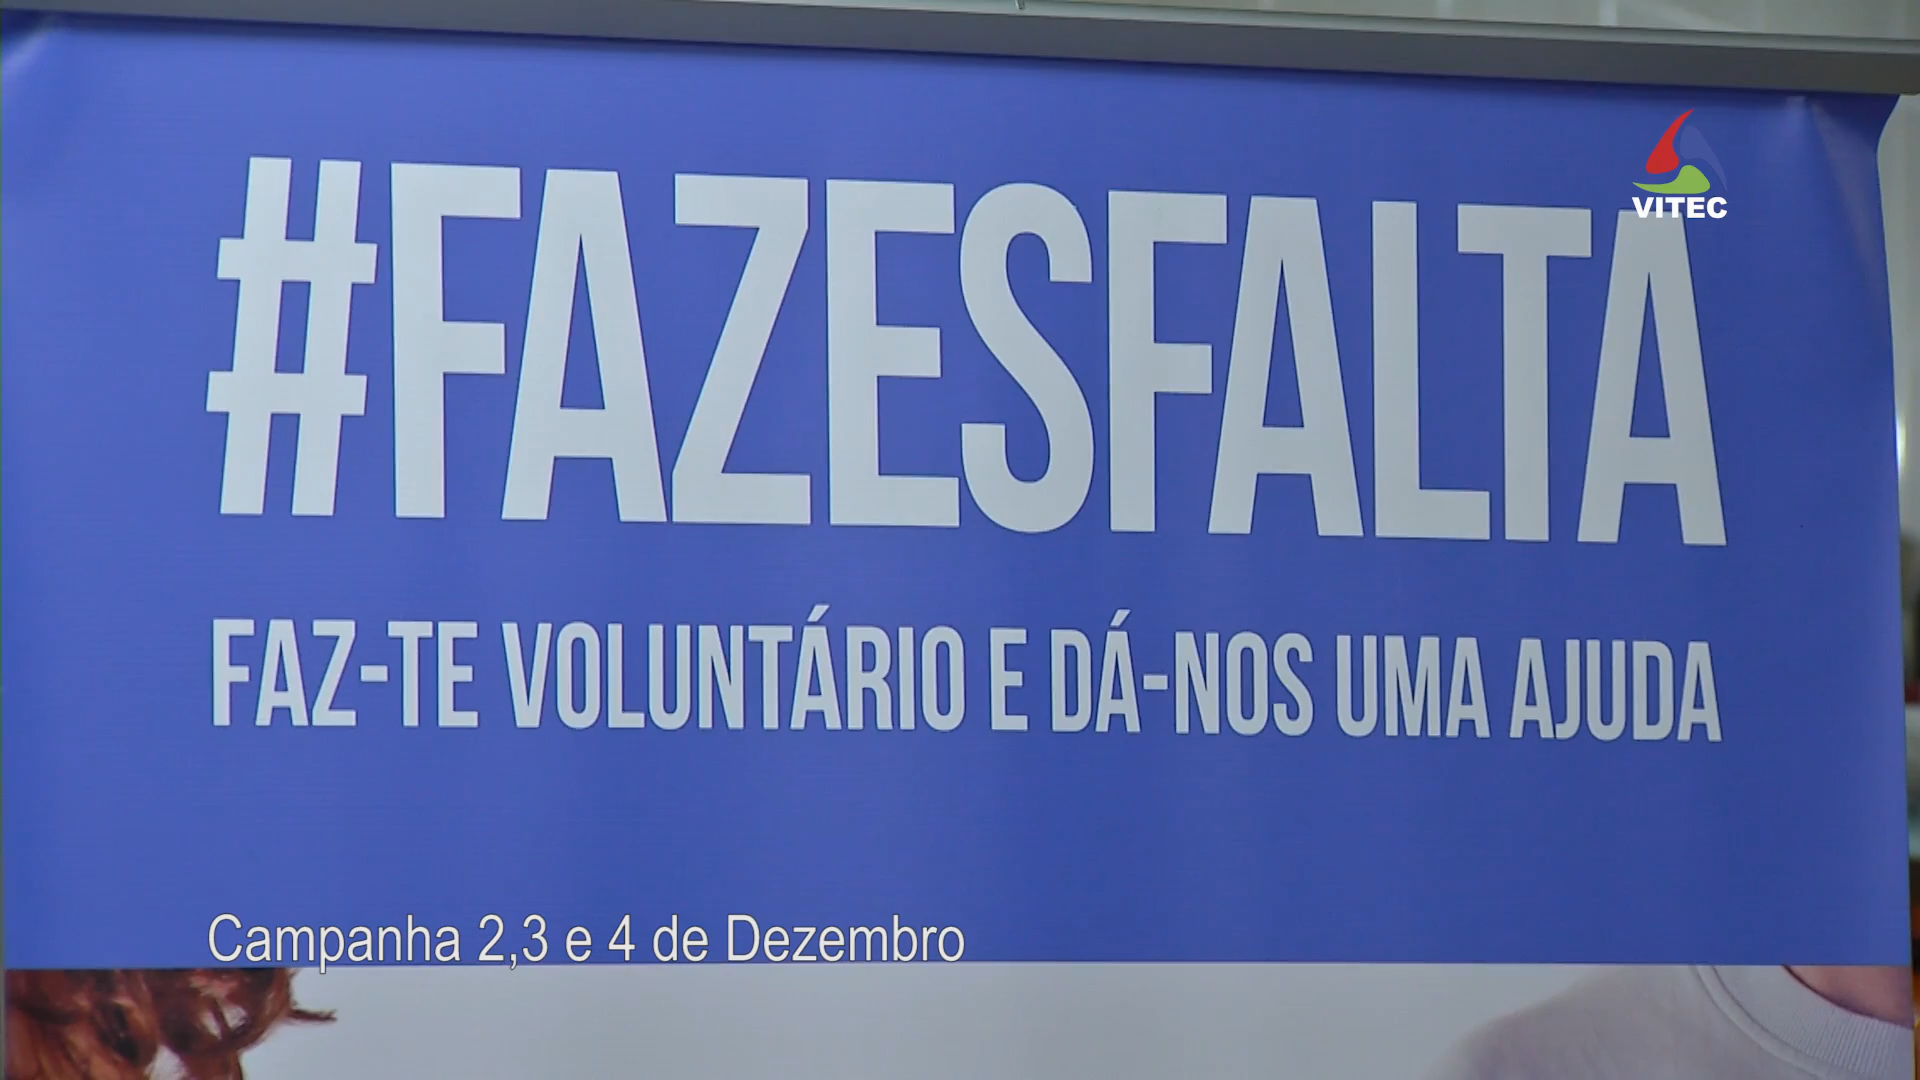 VITEC
#FAZESFALTA
FAZ-TE VOLUNTÁRIO E DÁ-NOS UMA AJUDA
Campanha 2,3 e 4 de Dezembro